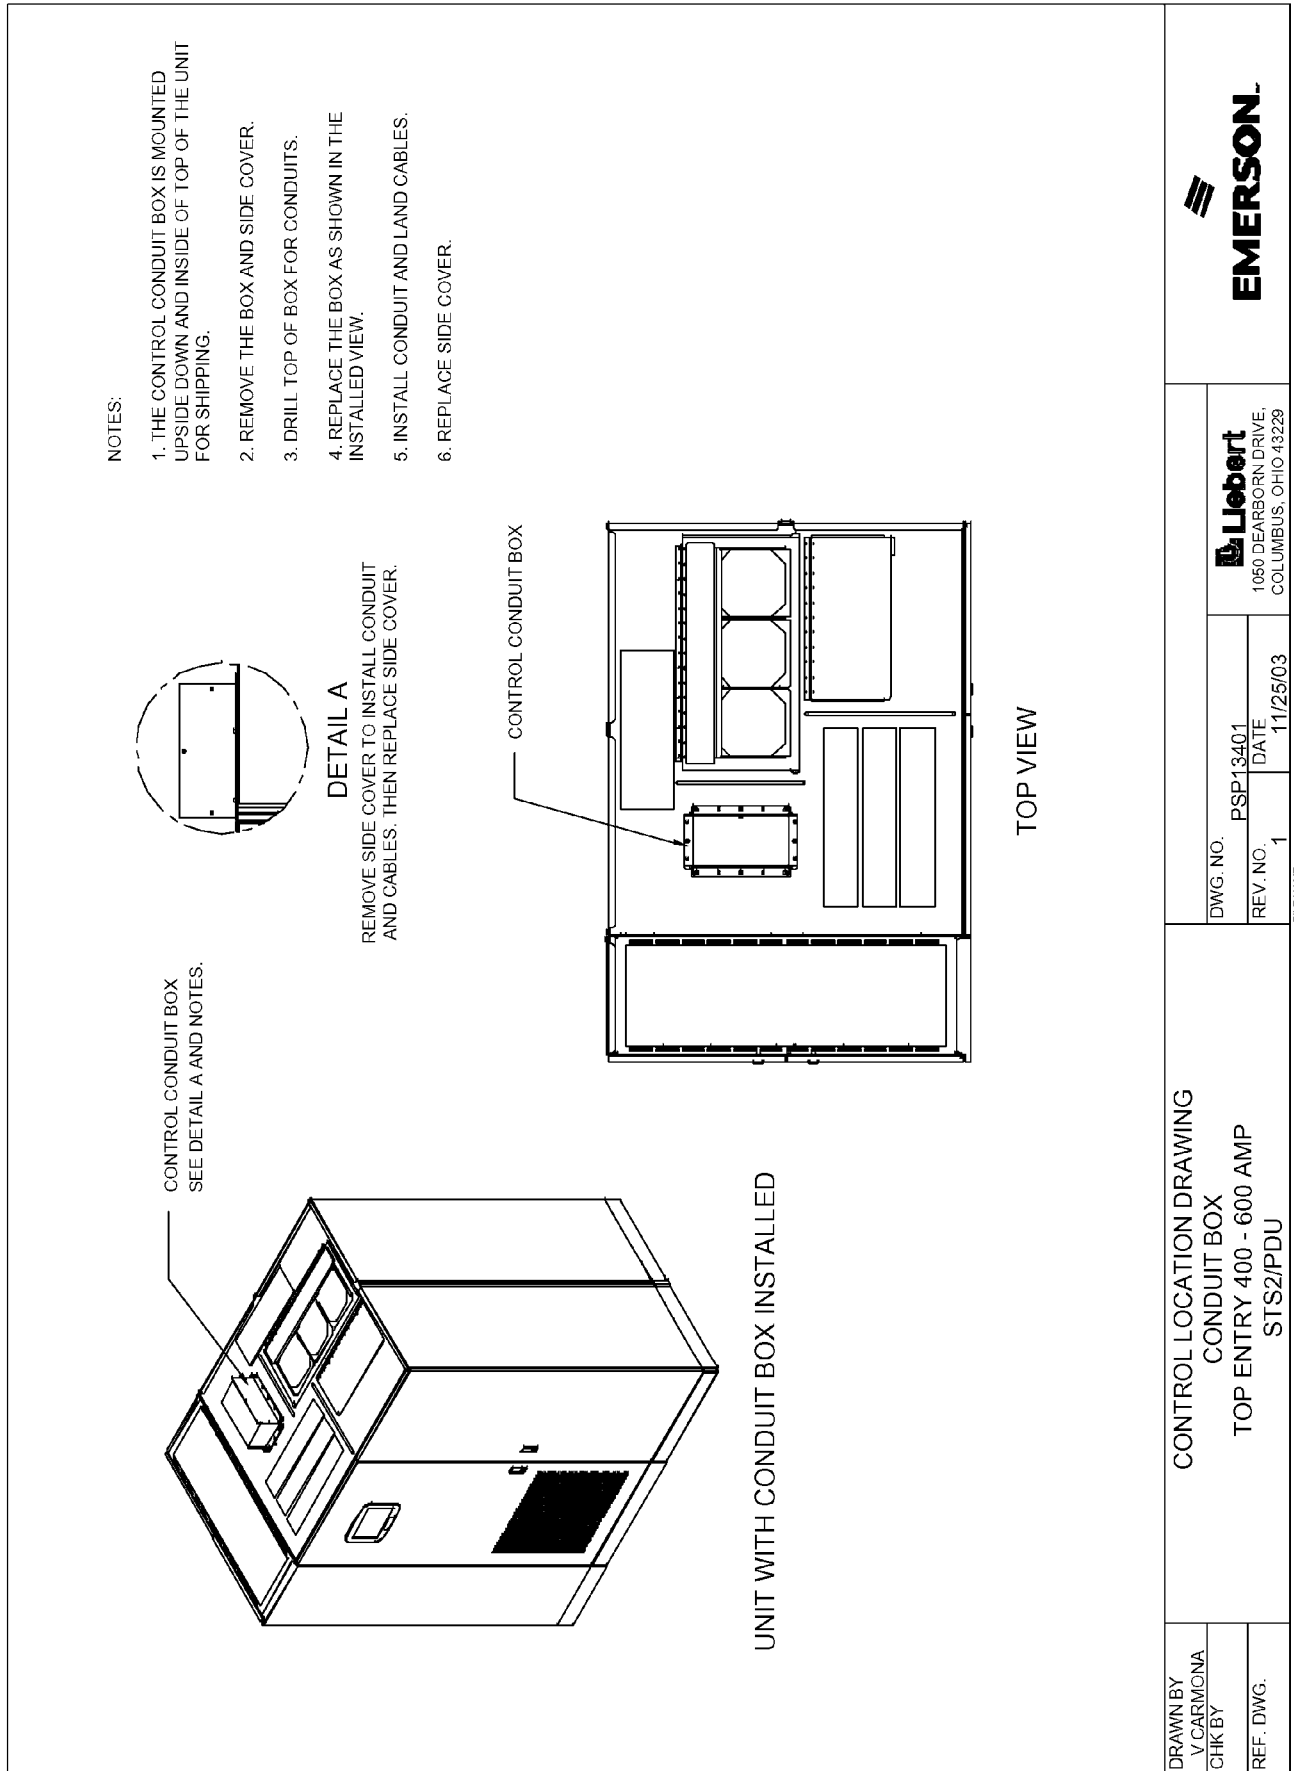 CONTROL CONDUIT BOX
SEE DETAIL A AND NOTES.
UNIT WITH CONDUIT BOX INSTALLED
DETAIL A
REMOVE SIDE COVER TO INSTALL CONDUIT
AND CABLES. THEN REPLACE SIDE COVER.
CONTROL CONDUIT BOX
TOP VIEW
NOTES:
1. THE CONTROL CONDUIT BOX IS MOUNTED
UPSIDE DOWN AND INSIDE OF TOP OF THE UNIT
FOR SHIPPING.
2. REMOVE THE BOX AND SIDE COVER.
3. DRILL TOP OF BOX FOR CONDUITS.
4. REPLACE THE BOX AS SHOWN IN THE
INSTALLED VIEW.
5. INSTALL CONDUIT AND LAND CABLES.
6. REPLACE SIDE COVER.
DRAWN BY
V CARMONA
CHK BY
REF. DWG.
CONTROL LOCATION DRAWING
CONDUIT BOX
TOP ENTRY 400 - 600 AMP
STS2/PDU
DWG. NO.
PSP13401
REV. NO.
1
DATE
11/25/03
Liebert
1050 DEARBORN DRIVE,
COLUMBUS, OHIO 43229
EMERSON.